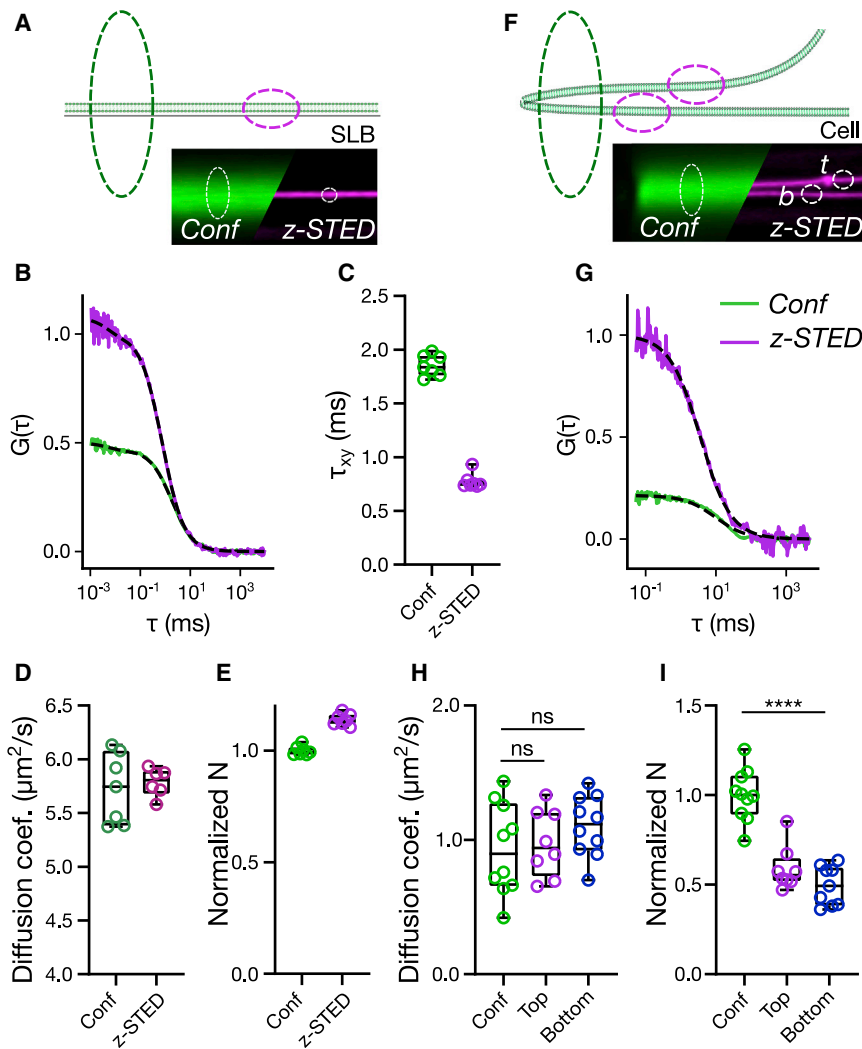 A
SLB
Conf
z-STED
F
Cell
Conf
z-STED
t
b
B
G(τ)
1.0
0.5
0.0
10⁻³ 10⁻¹ 10¹ 10³
τ (ms)
C
τxy (ms)
2.5
2.0
1.5
1.0
0.5
0.0
Conf
z-STED
G
Conf
z-STED
G(τ)
1.0
0.5
0
10⁻¹ 10¹ 10³
τ (ms)
D
Diffusion coef. (μm²/s)
6.5
6.0
5.5
5.0
4.5
4.0
Conf
z-STED
E
Normalized N
1.0
1.0
0.0
Conf
z-STED
H
Diffusion coef. (μm²/s)
2.0
1.0
0.0
ns
ns
Conf
Top
Bottom
I
Normalized N
1.5
1.0
0.5
0.0
****
Conf
Top
Bottom